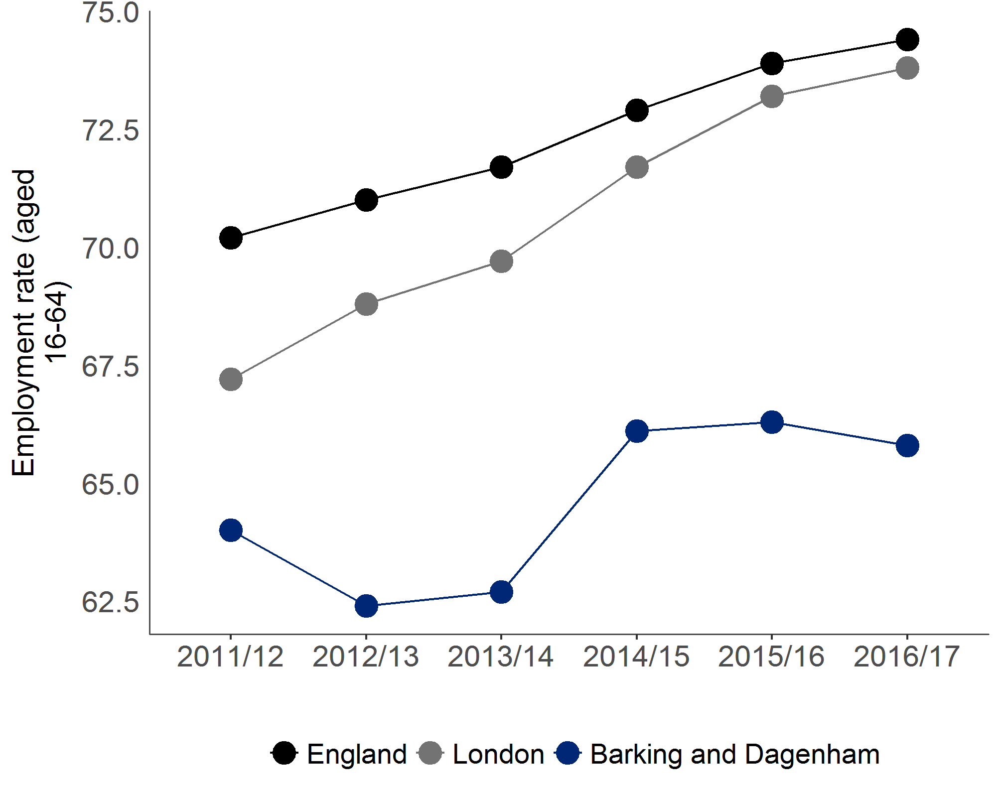 75.0
72.5
70.0
67.5
65.0
62.5
Employment rate (aged
16-64)
2011/12 2012/13 2013/14 2014/15 2015/16 2016/17
England London Barking and Dagenham